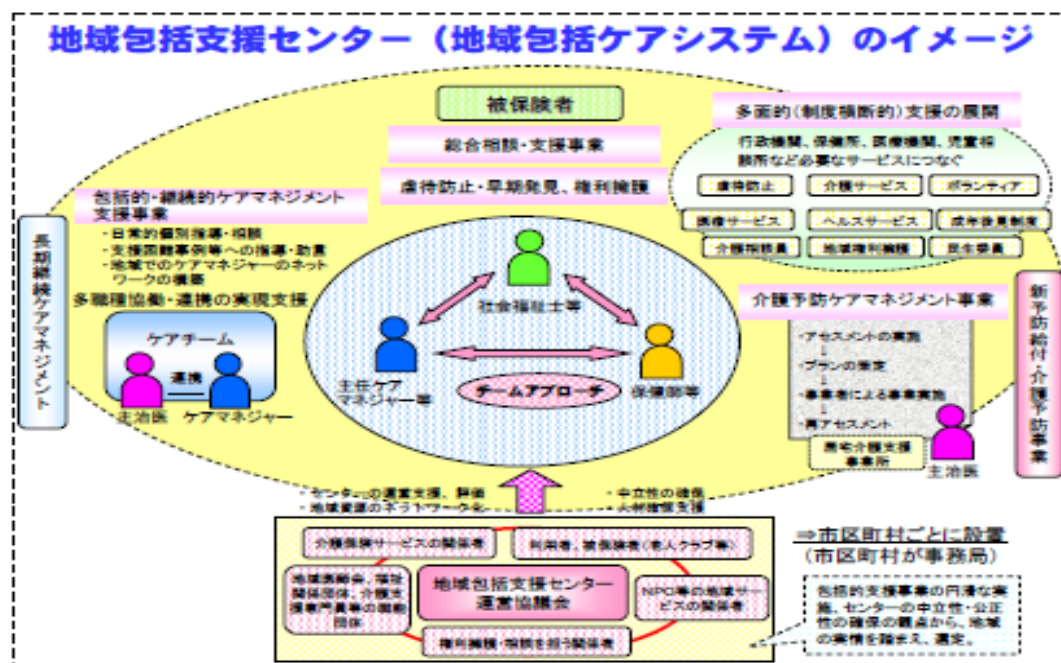 地域包括支援センター（地域包括ケアシステム）のイメージ
被保険者
総合相談・支援事業
虐待防止・早期発見、権利擁護
多面的（制度横断的）支援の展開
行政機関、保健所、医療機関、児童相
談所など必要なサービスにつなぐ
虐待防止
介護サービス
ボランティア
医療サービス
ヘルスサービス
成年後見制度
介護相談員
地域権利擁護
民生委員
包括的・継続的ケアマネジメント
支援事業
・日常的個別指導・相談
・支援困難事例等への指導・助言
・地域でのケアマネジャーのネット
ワークの構築
多職種協働・連携の実現支援
ケアチーム
連携
主治医
ケアマネジャー
長期継続ケアマネジメント
社会福祉士等
主任ケア
マネジャー等
保健師等
チームアプローチ
介護予防ケアマネジメント事業
・アセスメントの実施
↓
・プランの策定
↓
・事業者による事業実施
↓
・再アセスメント
居宅介護支援
事業所
主治医
新予防給付・介護予防事業
・センターの運営支援、評価
・地域資源のネットワーク化
・中立性の確保
・人材確保支援
介護保険サービスの関係者
利用者、被保険者（老人クラブ等）
地域医師会、福祉
関係団体、介護支
援専門員等の職能
団体
地域包括支援センター
運営協議会
NPO等の地域サー
ビスの関係者
権利擁護・相談を担う関係者
⇒市区町村ごとに設置
（市区町村が事務局）
包括的支援事業の円滑な実
施、センターの中立性・公正
性の確保の観点から、地域
の実情を踏まえ、選定。